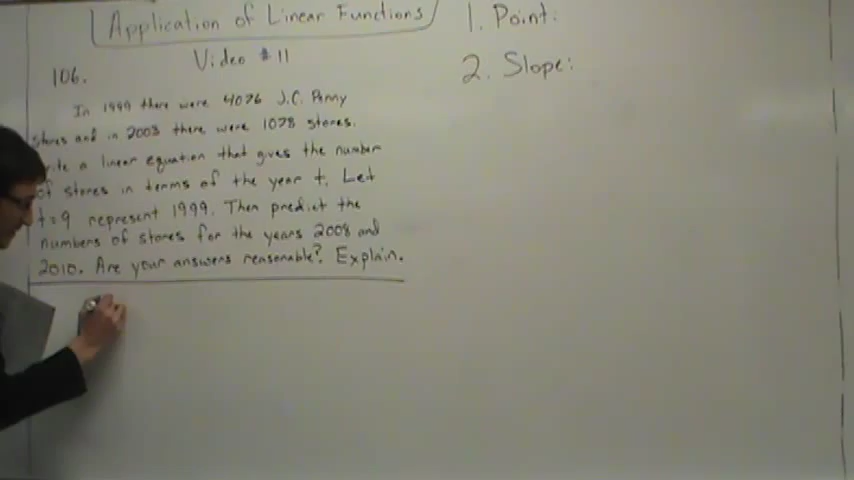 Application of Linear Functions
Video #11
106.
In 1999 there were 4076 J.C. Penny
stores and in 2003 there were 1078 stores.
Write a linear equation that gives the number
of stores in terms of the year t. Let
t=9 represent 1999. Then predict the
numbers of stores for the years 2008 and
2010. Are your answers reasonable? Explain.
1. Point:
2. Slope: